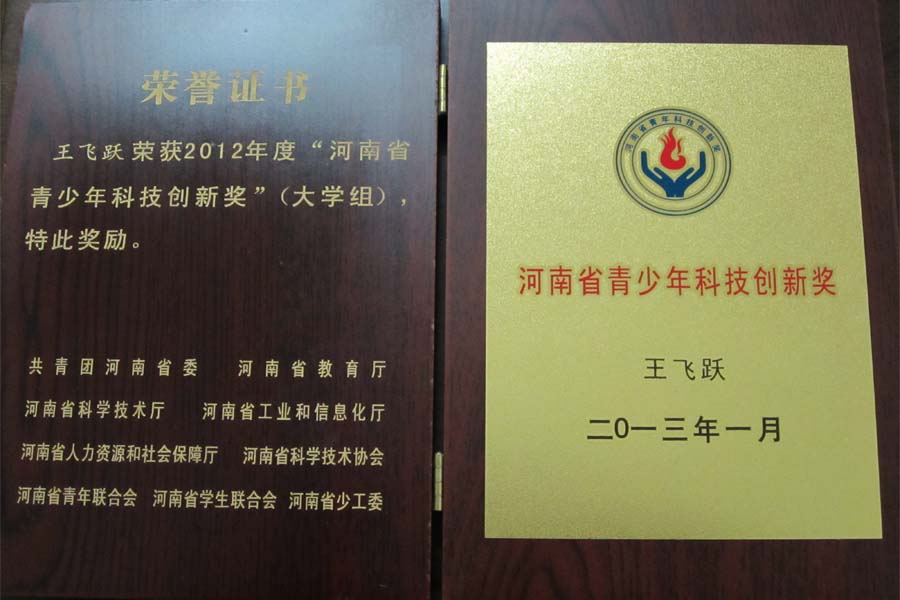 荣誉证书
王飞跃荣获2012年度“河南省
青少年科技创新奖”（大学组），
特此奖励。
共青团河南省委 河南省教育厅
河南省科学技术厅 河南省工业和信息化厅
河南省人力资源和社会保障厅 河南省科学技术协会
河南省青年联合会 河南省学生联合会 河南省少工委
河南省青年科技创新奖
河南省青少年科技创新奖
王飞跃
二0一三年一月